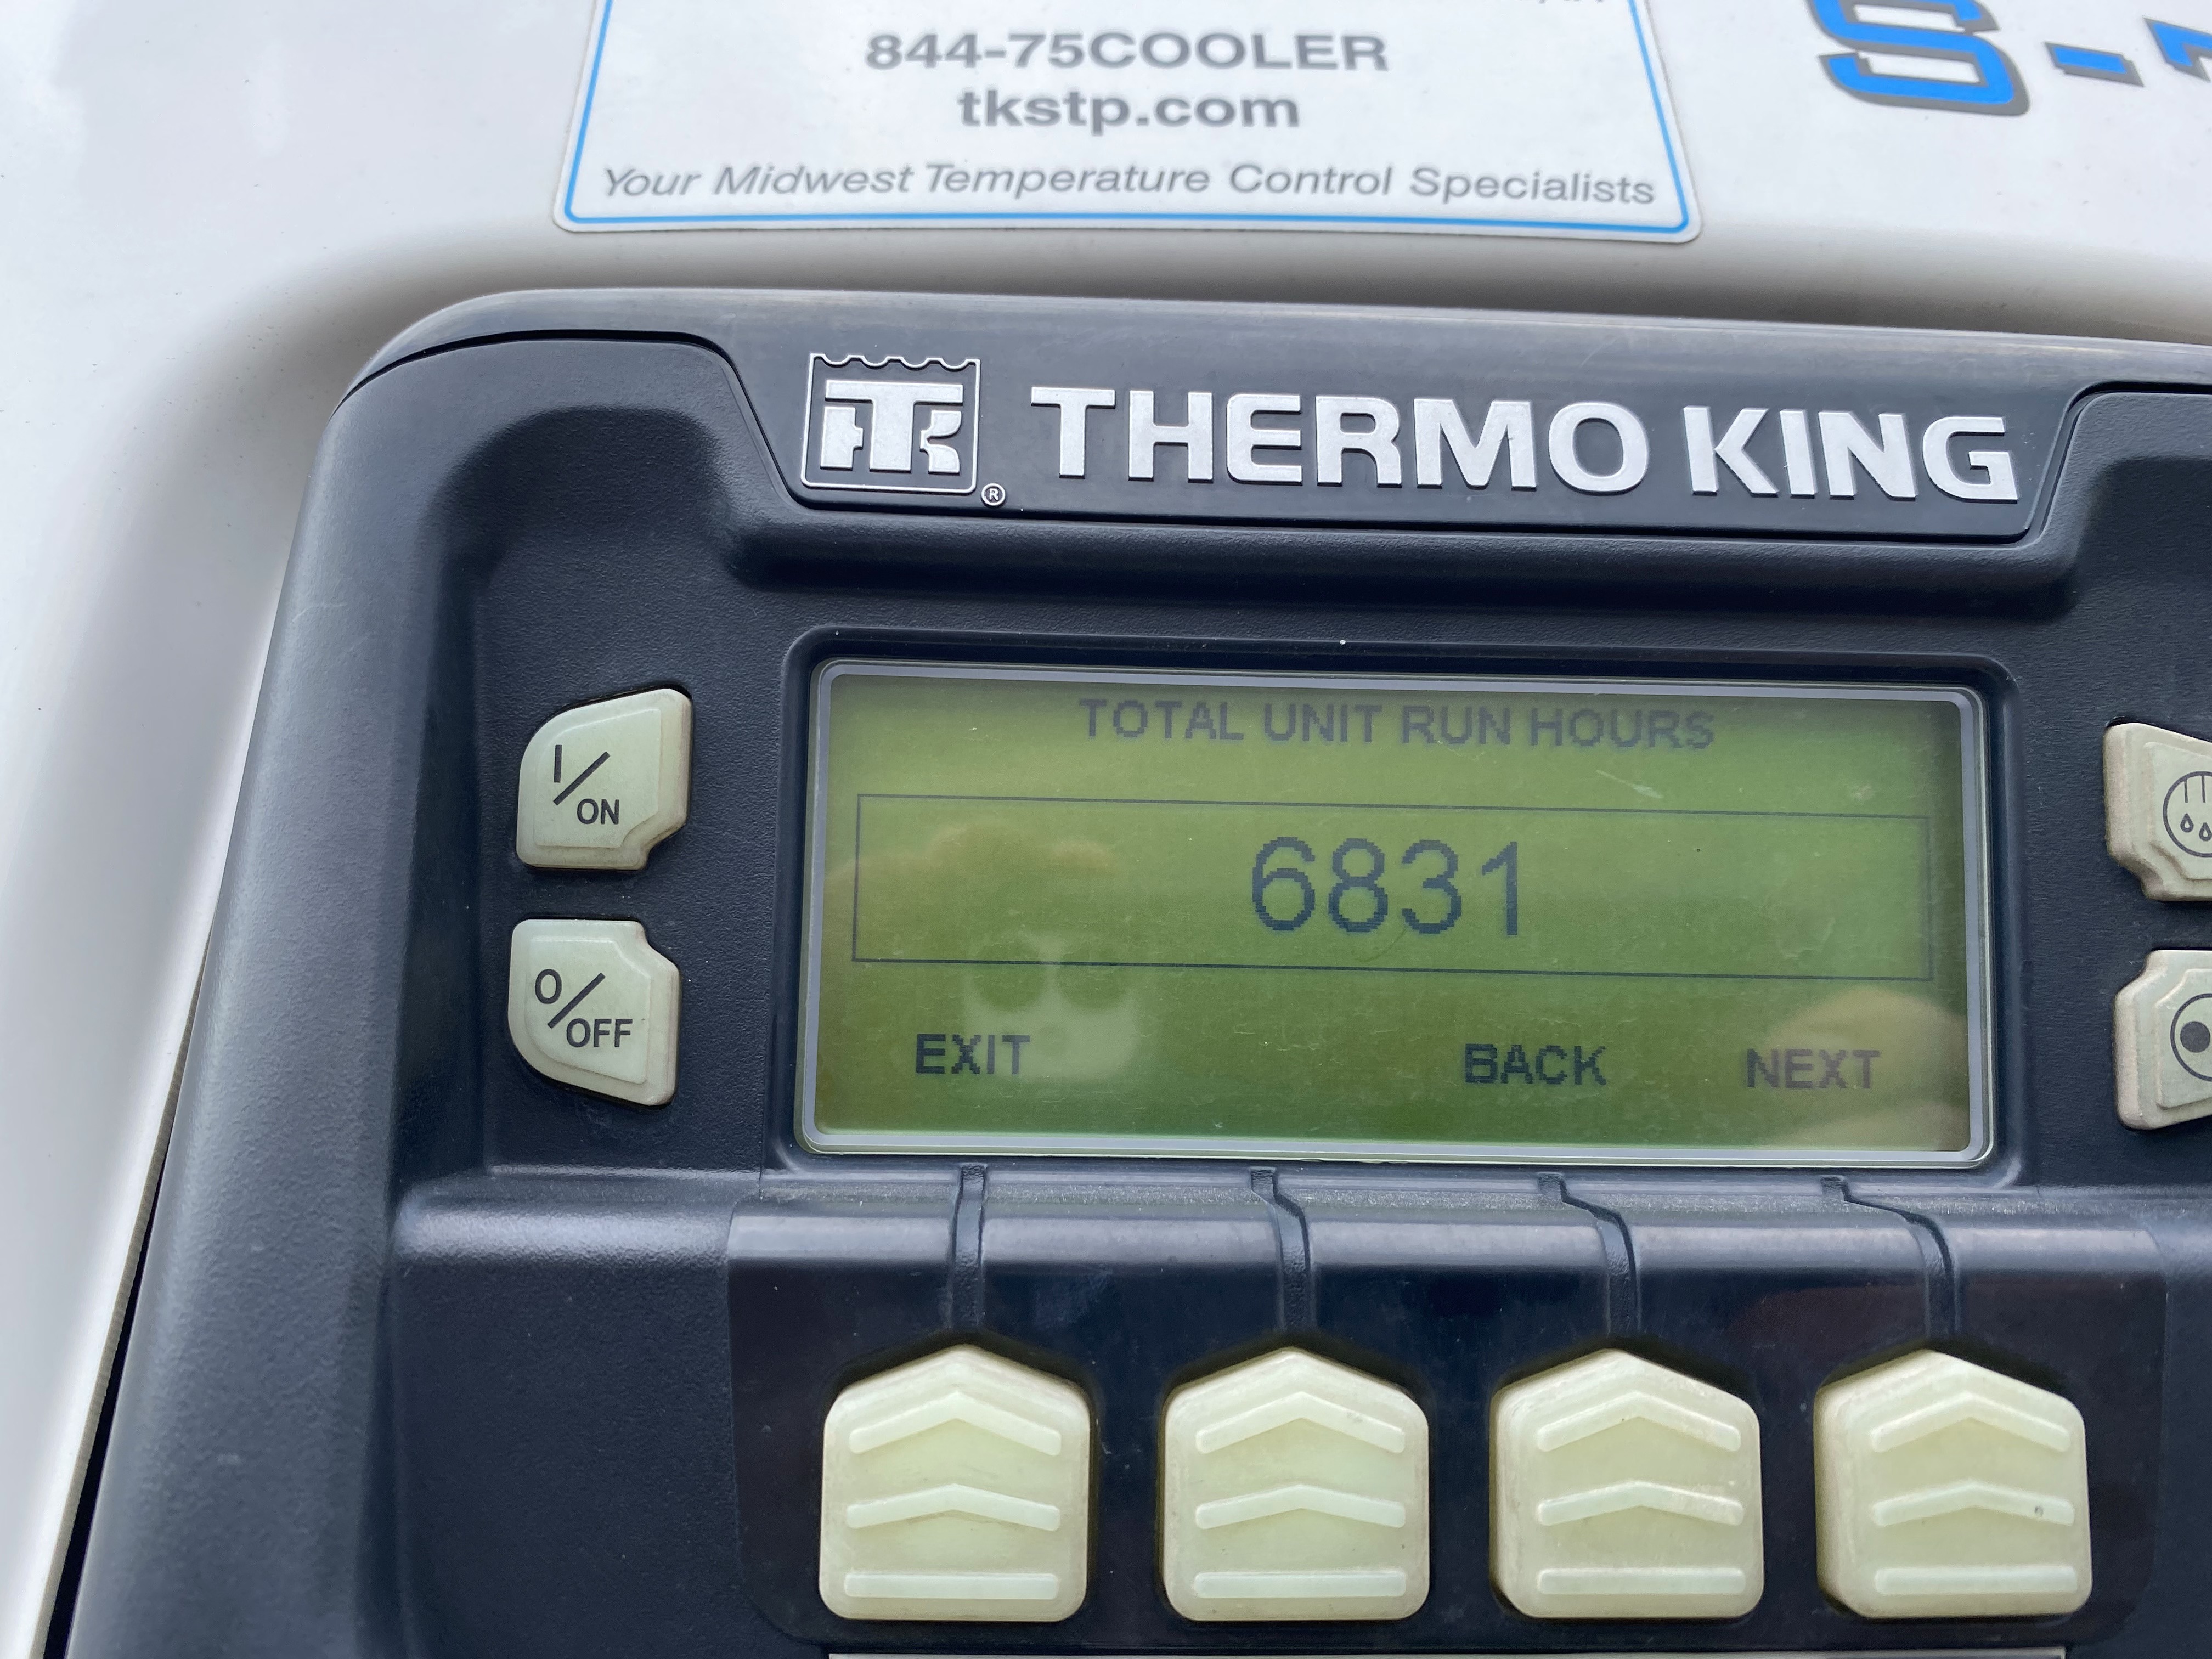 844-75COOLER
tkstp.com
Your Midwest Temperature Control Specialists
S-
TK ® THERMO KING
TOTAL UNIT RUN HOURS
6831
EXIT BACK NEXT
I/ON
O/OFF